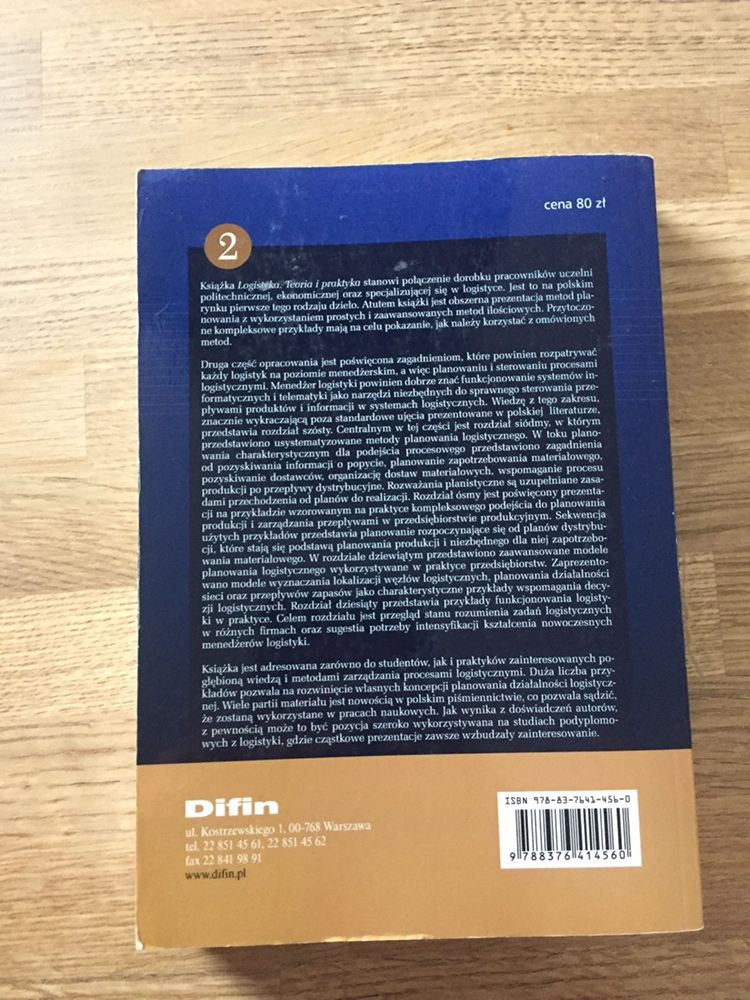 cena 80 zł
2
Książka Logistyka. Teoria i praktyka stanowi połączenie dorobku pracowników uczelni
politechnicznej, ekonomicznej oraz specjalizującej się w logistyce. Jest to na polskim
rynku pierwsze tego rodzaju dzieło. Atutem książki jest obszerna prezentacja metod pla-
nowania z wykorzystaniem prostych i zaawansowanych metod ilościowych. Przytoczo-
ne kompleksowe przykłady mają na celu pokazanie, jak należy korzystać z omówionych
metod.
Druga część opracowania jest poświęcona zagadnieniom, które powinien rozpatrywać
każdy logistyk na poziomie menedżerskim, a więc planowaniu i sterowaniu procesami
logistycznymi. Menedżer logistyki powinien dobrze znać funkcjonowanie systemów in-
formatycznych i telematyki jako narzędzi niezbędnych do sprawnego sterowania prze-
pływami produktów i informacji w systemach logistycznych. Wiedzę z tego zakresu,
znacznie wykraczającą poza standardowe ujęcia prezentowane w polskiej literaturze,
przedstawia rozdział szósty. Centralnym w tej części jest rozdział siódmy, w którym
przedstawiono usystematyzowane metody planowania logistycznego. W toku plano-
wania charakterystycznym dla podejścia procesowego przedstawiono zagadnienia
od pozyskiwania informacji o popycie, planowanie zapotrzebowania materiałowego,
pozyskiwanie dostawców, organizację dostaw materiałowych, wspomaganie procesu
produkcji po przepływy dystrybucyjne. Rozważania planistyczne są uzupełniane zasa-
dami przechodzenia od planów do realizacji. Rozdział ósmy jest poświęcony prezenta-
cji na przykładzie wzorowanym na praktyce kompleksowego podejścia do planowania
produkcji i zarządzania przepływami w przedsiębiorstwie produkcyjnym. Sekwencja
użytych przykładów przedstawia planowanie rozpoczynające się od planów dystrybu-
cji, które stają się podstawą planowania produkcji i niezbędnego dla niej zapotrzebo-
wania materiałowego. W rozdziale dziewiątym przedstawiono zaawansowane modele
planowania logistycznego wykorzystywane w praktyce przedsiębiorstw. Zaprezento-
wano modele wyznaczania lokalizacji węzłów logistycznych, planowania działalności
sieci oraz przepływów zapasów jako charakterystyczne przykłady wspomagania decy-
zji logistycznych. Rozdział dziesiąty przedstawia przykłady funkcjonowania logisty-
ki w praktyce. Celem rozdziału jest przegląd stanu rozumienia zadań logistycznych
w różnych firmach oraz sugestia potrzeby intensyfikacji kształcenia nowoczesnych
menedżerów logistyki.
Książka jest adresowana zarówno do studentów, jak i praktyków zainteresowanych po-
głębioną wiedzą i metodami zarządzania procesami logistycznymi. Duża liczba przy-
kładów pozwala na rozwinięcie własnych koncepcji planowania działalności logistycz-
nej. Wiele partii materiału jest nowością w polskim piśmiennictwie, co pozwala sądzić,
że zostaną wykorzystane w pracach naukowych. Jak wynika z doświadczeń autorów,
z pewnością może to być pozycja szeroko wykorzystywana na studiach podyplomo-
wych z logistyki, gdzie cząstkowe prezentacje zawsze wzbudzały zainteresowanie.
Difin
ul. Kostrzewskiego 1, 00-768 Warszawa
tel. 22 851 45 61, 22 851 45 62
fax 22 841 98 91
www.difin.pl
ISBN 978-83-7641-456-0
9 788376 414560